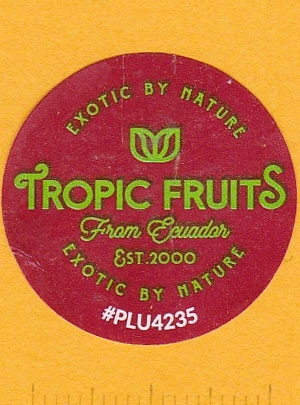 EXOTIC BY NATURE
TROPIC FRUITS
From Ecuador
EST.2000
EXOTIC BY NATURE
#PLU4235